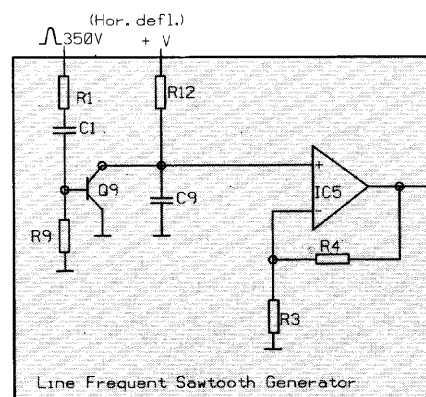 (Hor. defl.)
350V + V
R1
R12
C1
Q9
C9
+
IC5
−
R9
R4
R3
Line Frequent Sawtooth Generator